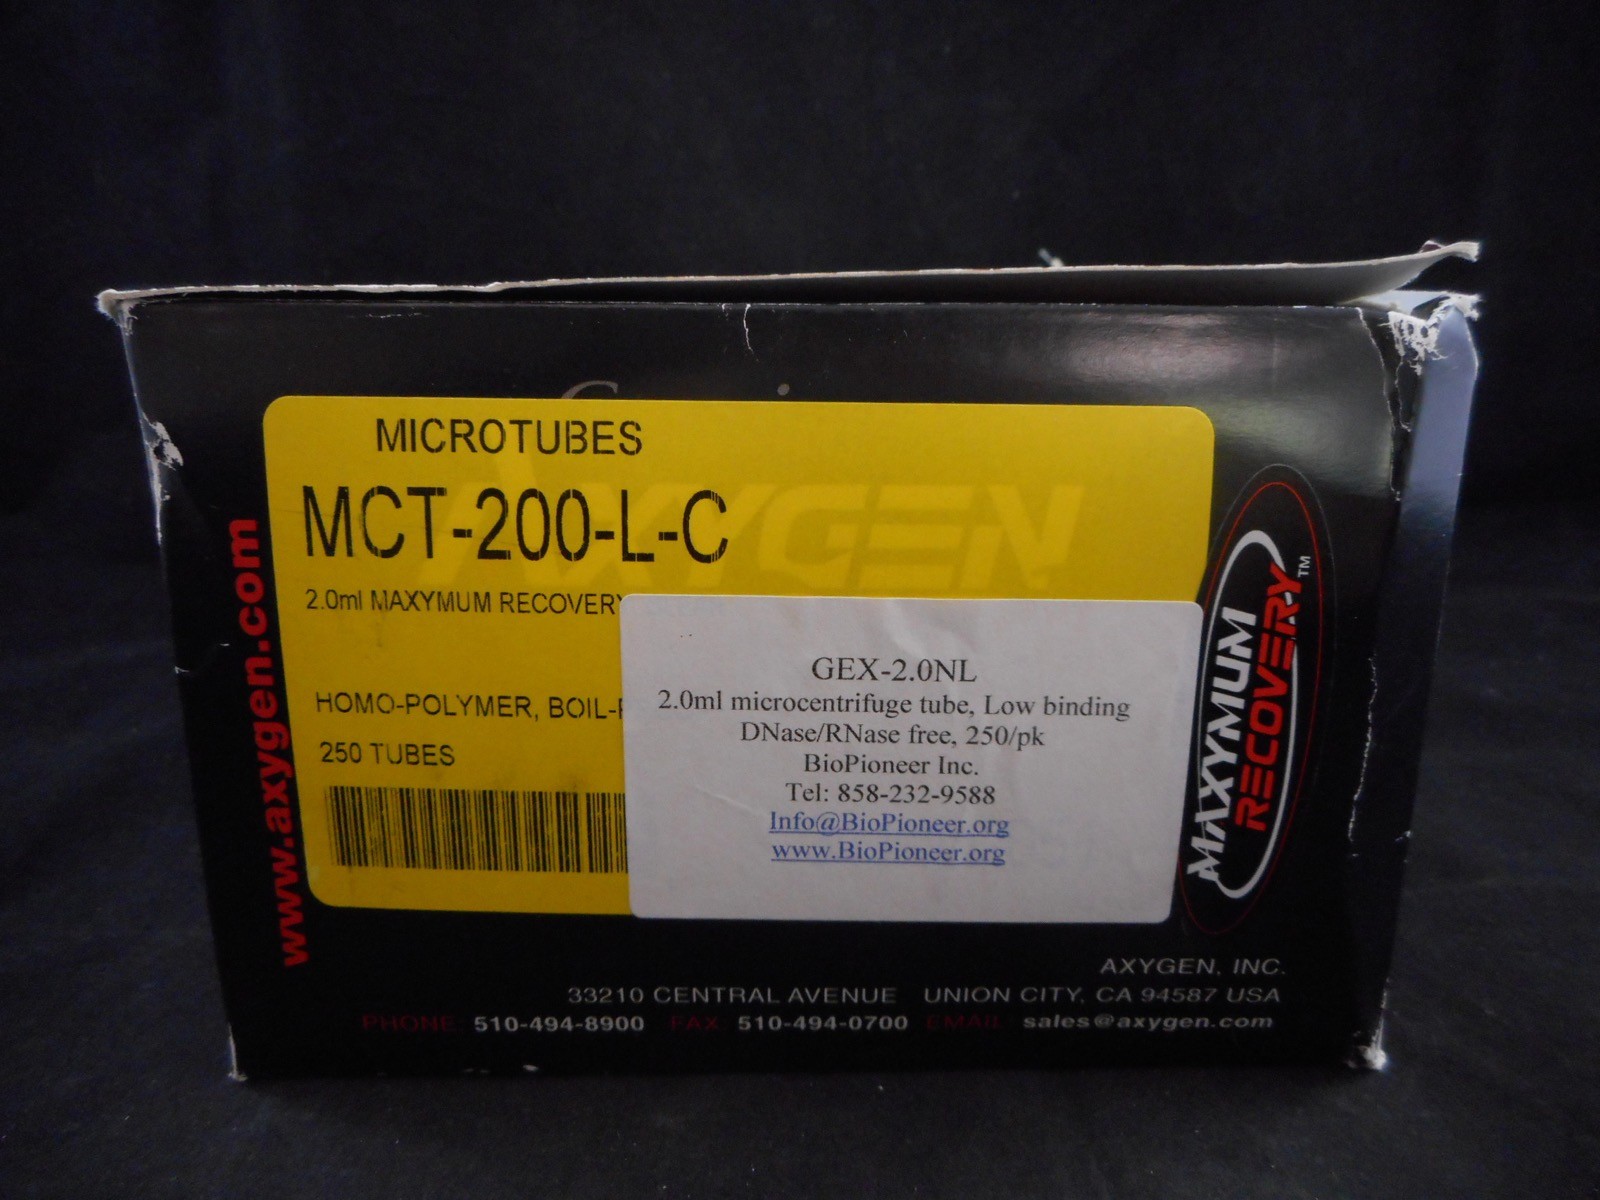 MICROTUBES
AXYGEN
MCT-200-L-C
2.0ml MAXYMUM RECOVERY
HOMO-POLYMER, BOIL-
250 TUBES
GEX-2.0NL
2.0ml microcentrifuge tube, Low binding
DNase/RNase free, 250/pk
BioPioneer Inc.
Tel: 858-232-9588
Info@BioPioneer.org
www.BioPioneer.org
www.axygen.com
MAXYMUM
RECOVERY™
AXYGEN, INC.
33210 CENTRAL AVENUE UNION CITY, CA 94587 USA
PHONE: 510-494-8900 FAX: 510-494-0700 EMAIL: sales@axygen.com